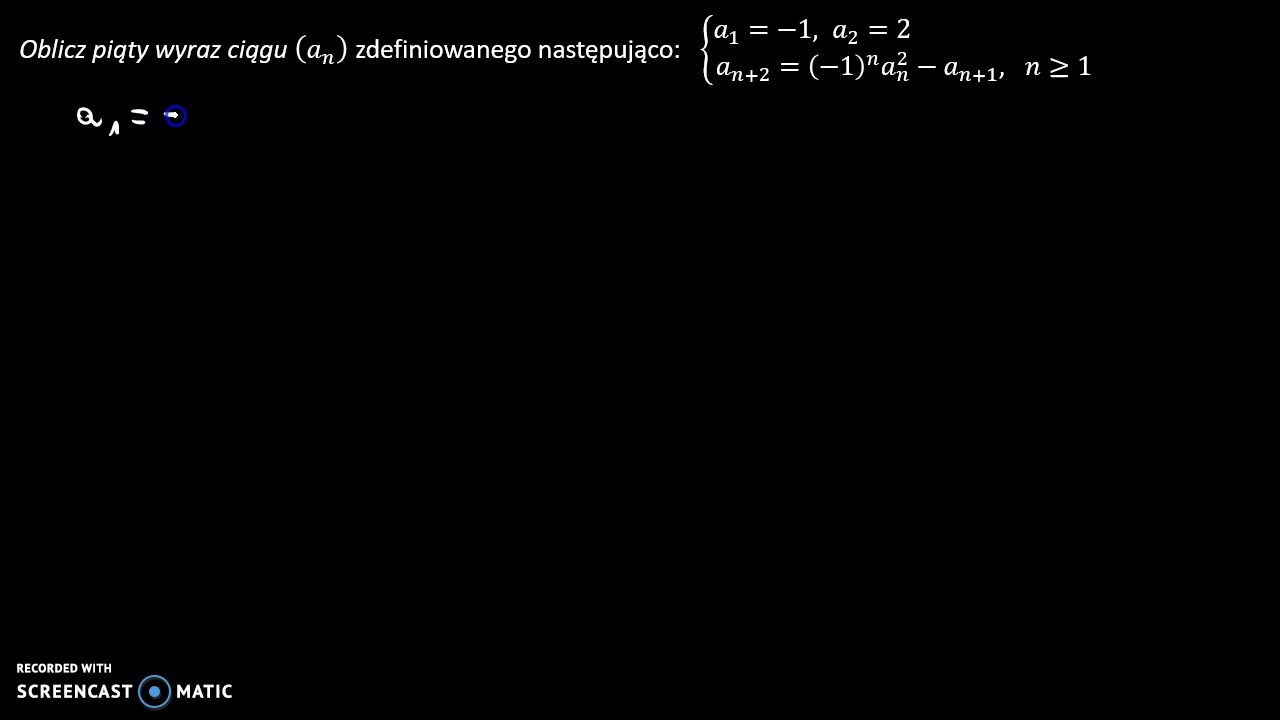 Oblicz piąty wyraz ciągu (aₙ) zdefiniowanego następująco: { a₁ = −1, a₂ = 2
aₙ₊₂ = (−1)ⁿaₙ² − aₙ₊₁, n ≥ 1
a₁ = -
RECORDED WITH
SCREENCAST MATIC